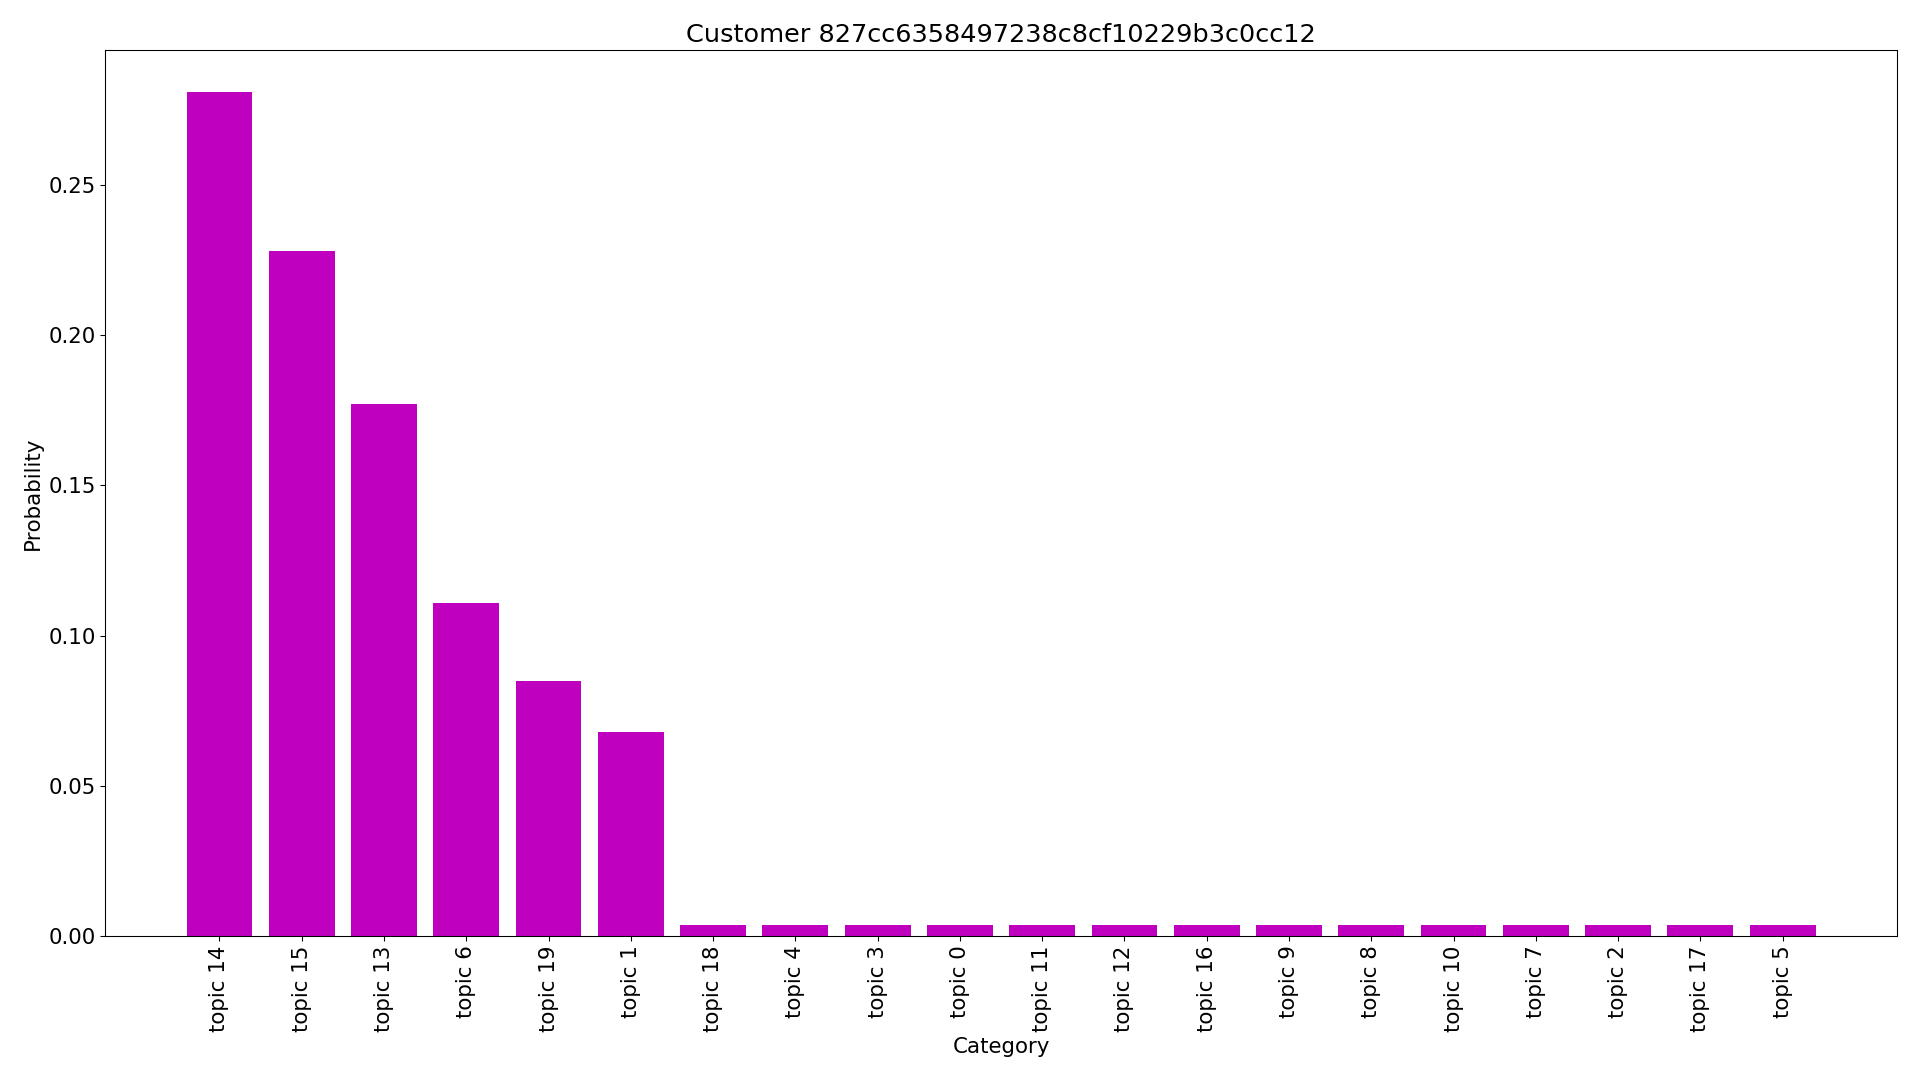 Customer 827cc6358497238c8cf10229b3c0cc12
Probability
0.25
0.20
0.15
0.10
0.05
0.00
topic 14
topic 15
topic 13
topic 6
topic 19
topic 1
topic 18
topic 4
topic 3
topic 0
topic 11
topic 12
topic 16
topic 9
topic 8
topic 10
topic 7
topic 2
topic 17
topic 5
Category